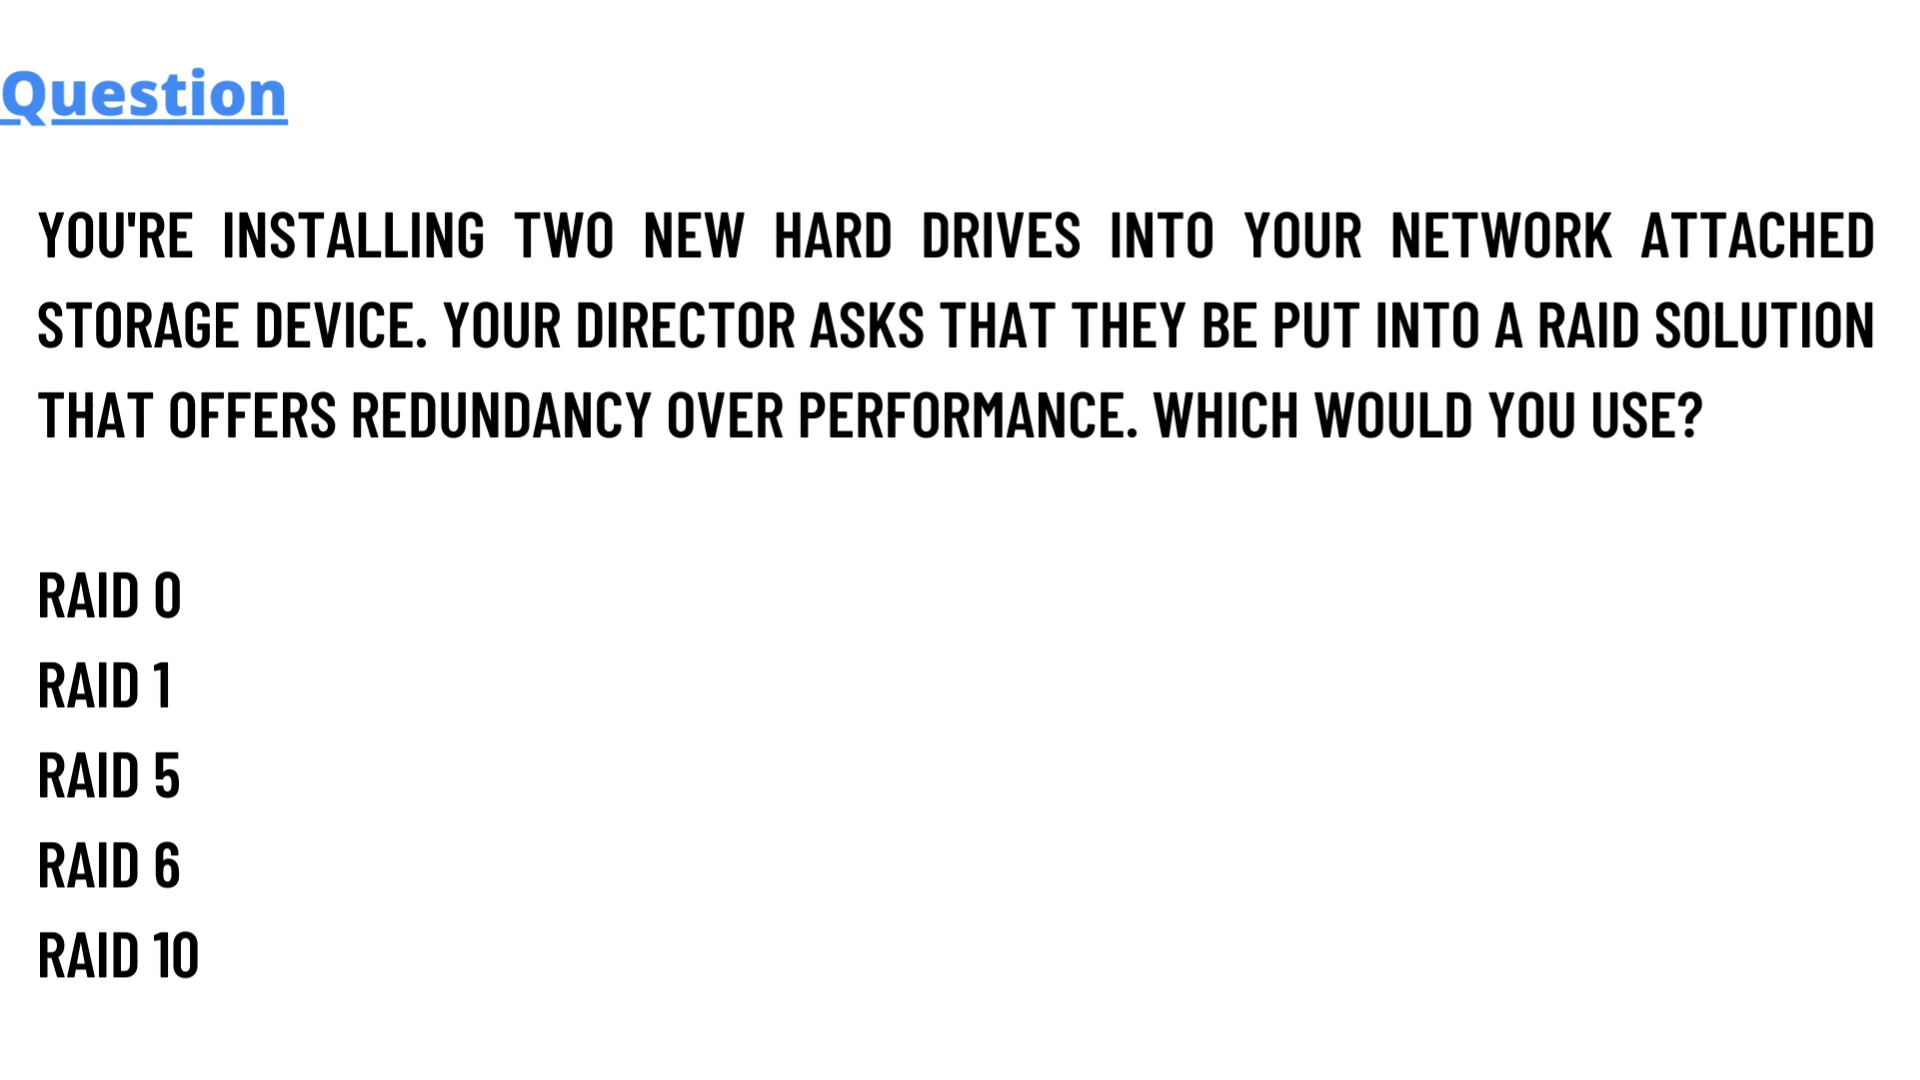 Question
YOU'RE INSTALLING TWO NEW HARD DRIVES INTO YOUR NETWORK ATTACHED
STORAGE DEVICE. YOUR DIRECTOR ASKS THAT THEY BE PUT INTO A RAID SOLUTION
THAT OFFERS REDUNDANCY OVER PERFORMANCE. WHICH WOULD YOU USE?
RAID 0
RAID 1
RAID 5
RAID 6
RAID 10